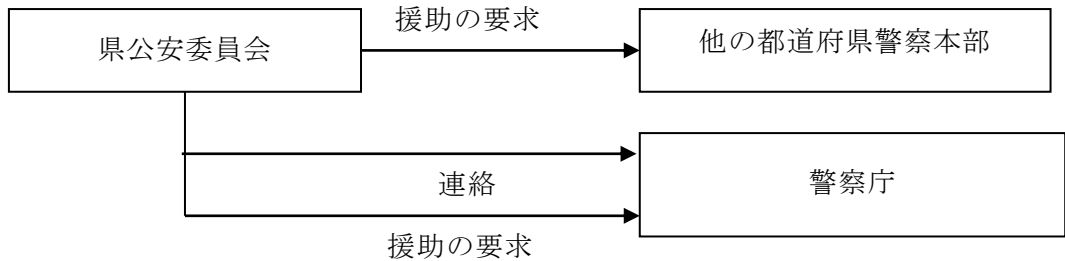 援助の要求
県公安委員会
他の都道府県警察本部
連絡
警察庁
援助の要求